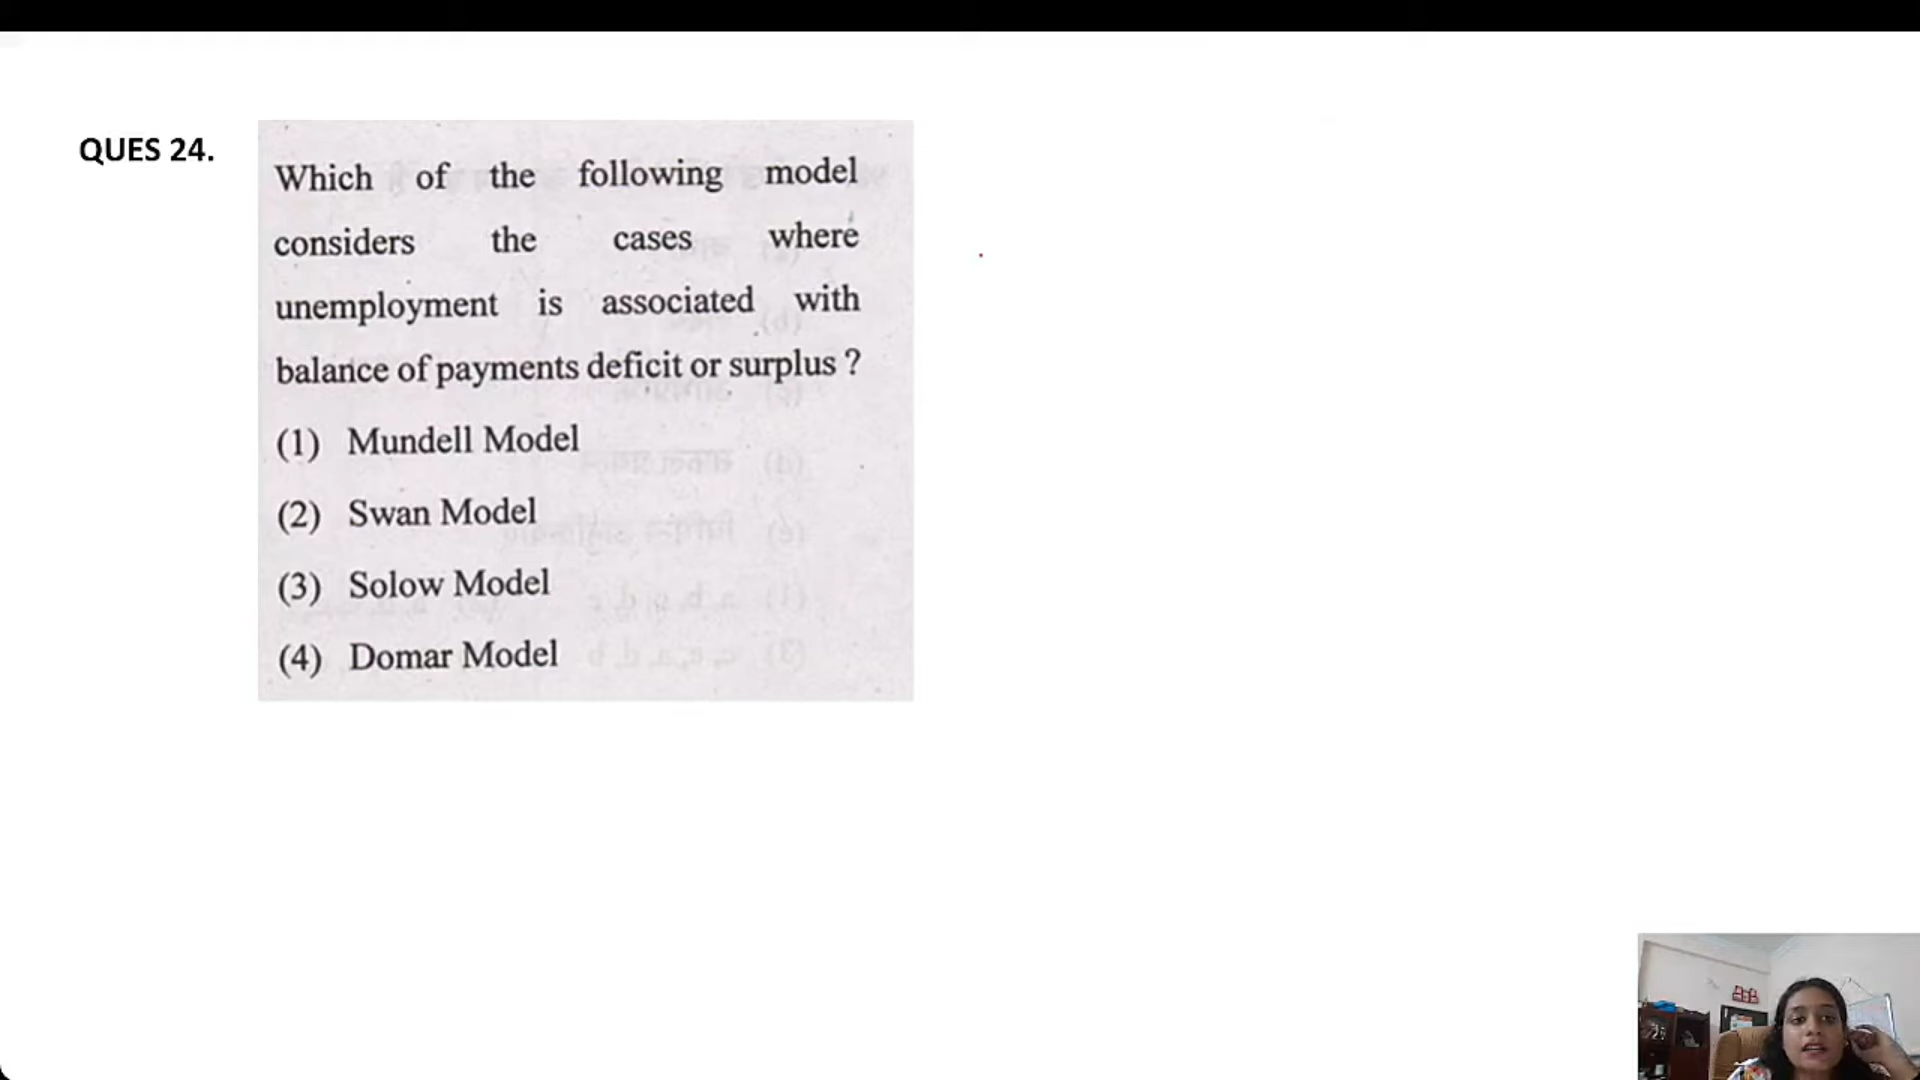 QUES 24.
Which of the following model
considers the cases where
unemployment is associated with
balance of payments deficit or surplus ?
(1) Mundell Model
(2) Swan Model
(3) Solow Model
(4) Domar Model